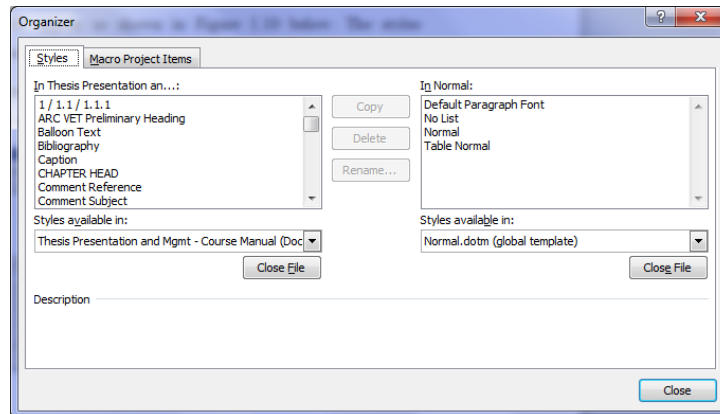 Organizer
Styles
Macro Project Items
In Thesis Presentation an...:
1 / 1.1 / 1.1.1
ARC VET Preliminary Heading
Balloon Text
Bibliography
Caption
CHAPTER HEAD
Comment Reference
Comment Subject
Copy
Delete
Rename...
In Normal:
Default Paragraph Font
No List
Normal
Table Normal
Styles available in:
Thesis Presentation and Mgmt - Course Manual (Doc
Close File
Styles available in:
Normal.dotm (global template)
Close File
Description
Close